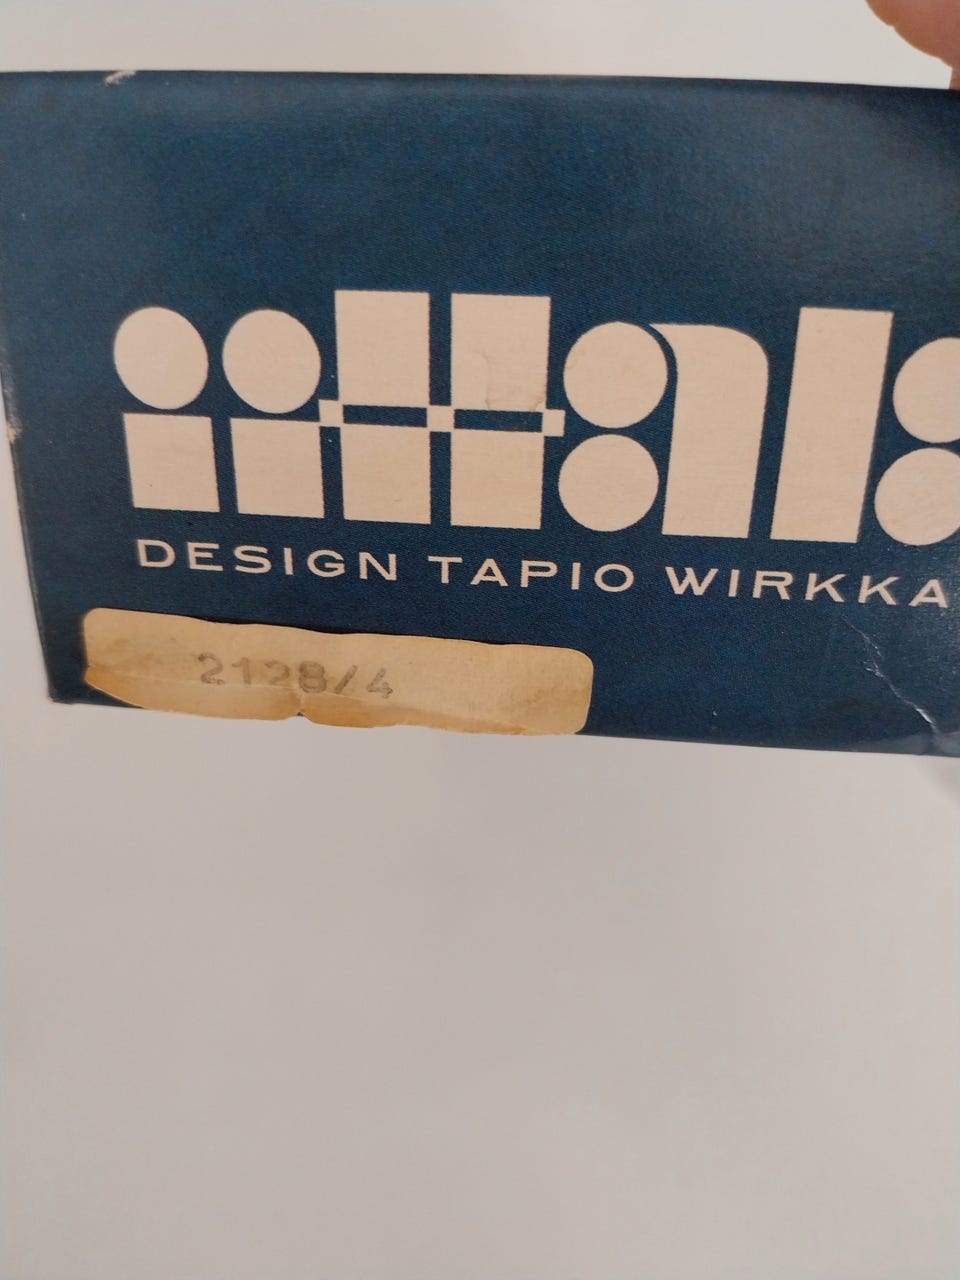 iittala
DESIGN TAPIO WIRKKA
2128/4